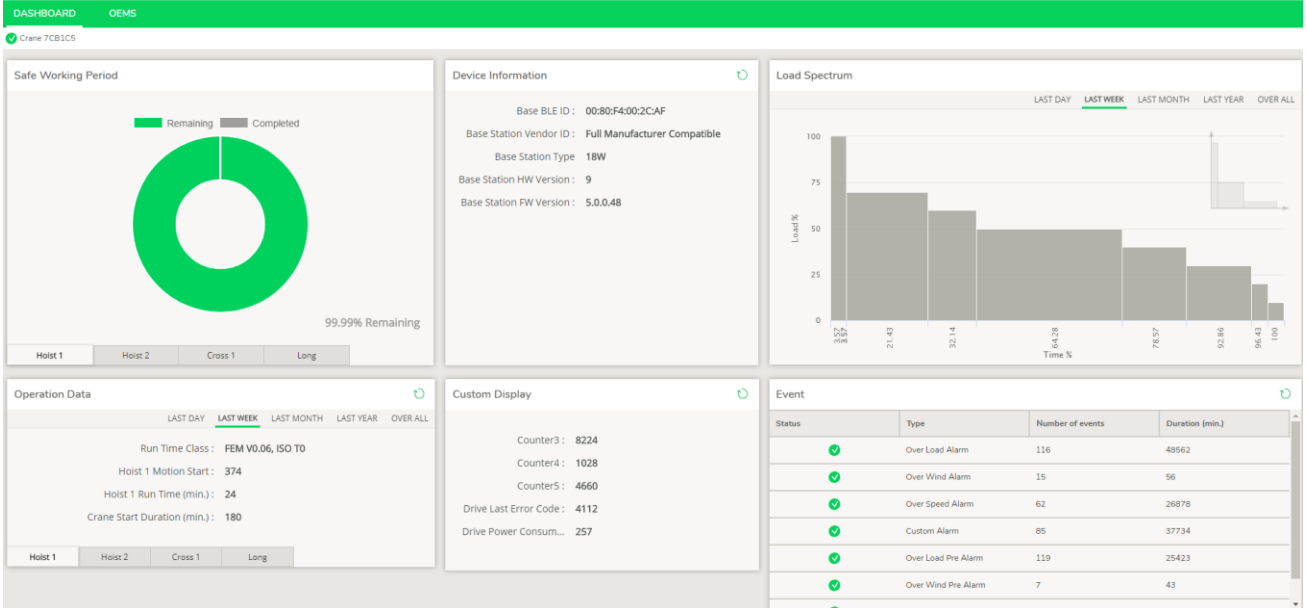 DASHBOARD OEMS
Crane 7CB1C5
Safe Working Period
Remaining Completed
99.99% Remaining
Hoist 1 Hoist 2 Cross 1 Long
Device Information
Base BLE ID : 00:80:F4:00:2C:AF
Base Station Vendor ID : Full Manufacturer Compatible
Base Station Type 18W
Base Station HW Version : 9
Base Station FW Version : 5.0.0.48
Load Spectrum
LAST DAY LAST WEEK LAST MONTH LAST YEAR OVER ALL
100
75
50
25
0
Load %
3.57 3.57 21.43 32.14 64.28 78.57 92.86 96.43 100
Time %
Operation Data
LAST DAY LAST WEEK LAST MONTH LAST YEAR OVER ALL
Run Time Class : FEM V0.06, ISO T0
Hoist 1 Motion Start : 374
Hoist 1 Run Time (min.) : 24
Crane Start Duration (min.) : 180
Hoist 1 Hoist 2 Cross 1 Long
Custom Display
Counter3 : 8224
Counter4 : 1028
Counter5 : 4660
Drive Last Error Code : 4112
Drive Power Consum... 257
Event
Status Type Number of events Duration (min.)
Over Load Alarm 116 48562
Over Wind Alarm 15 56
Over Speed Alarm 62 26878
Custom Alarm 85 37734
Over Load Pre Alarm 119 25423
Over Wind Pre Alarm 7 43